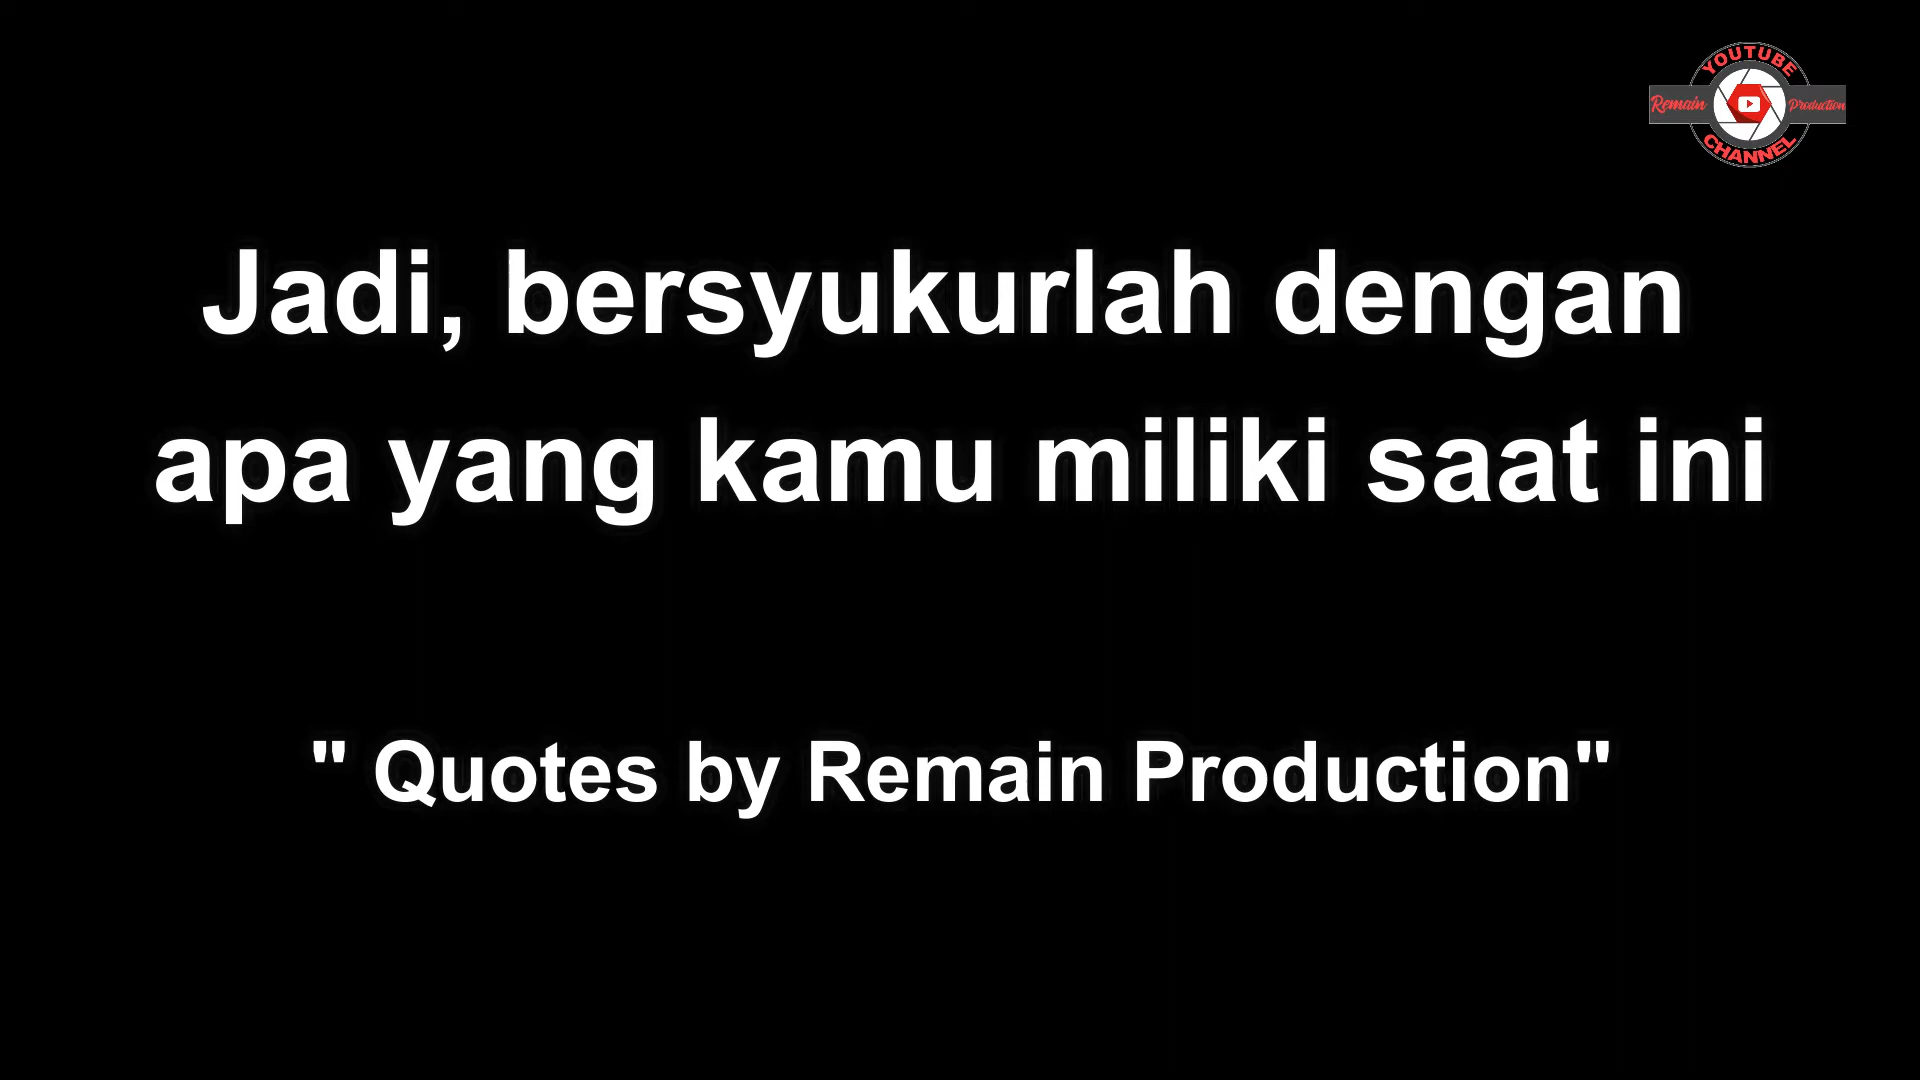 YOUTUBE
Remain Production
CHANNEL
Jadi, bersyukurlah dengan
apa yang kamu miliki saat ini
" Quotes by Remain Production"